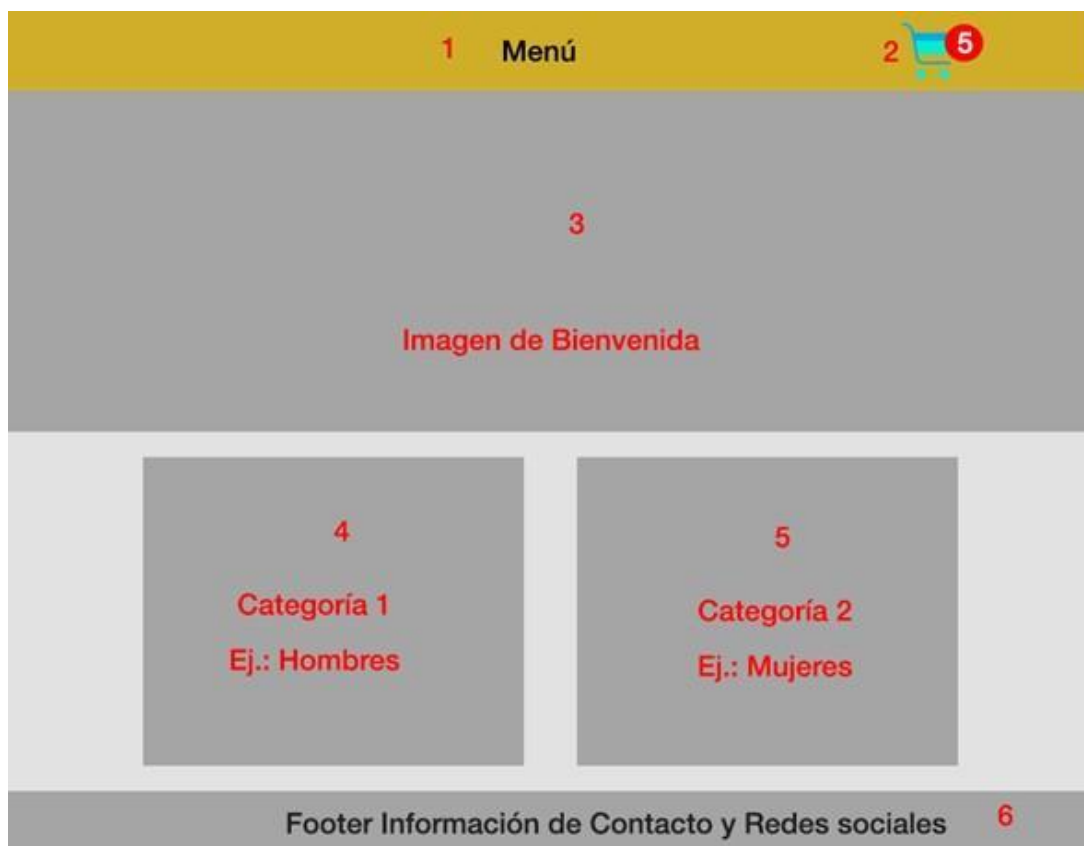 1 Menú 2 5
3
Imagen de Bienvenida
4
Categoría 1
Ej.: Hombres
5
Categoría 2
Ej.: Mujeres
Footer Información de Contacto y Redes sociales 6